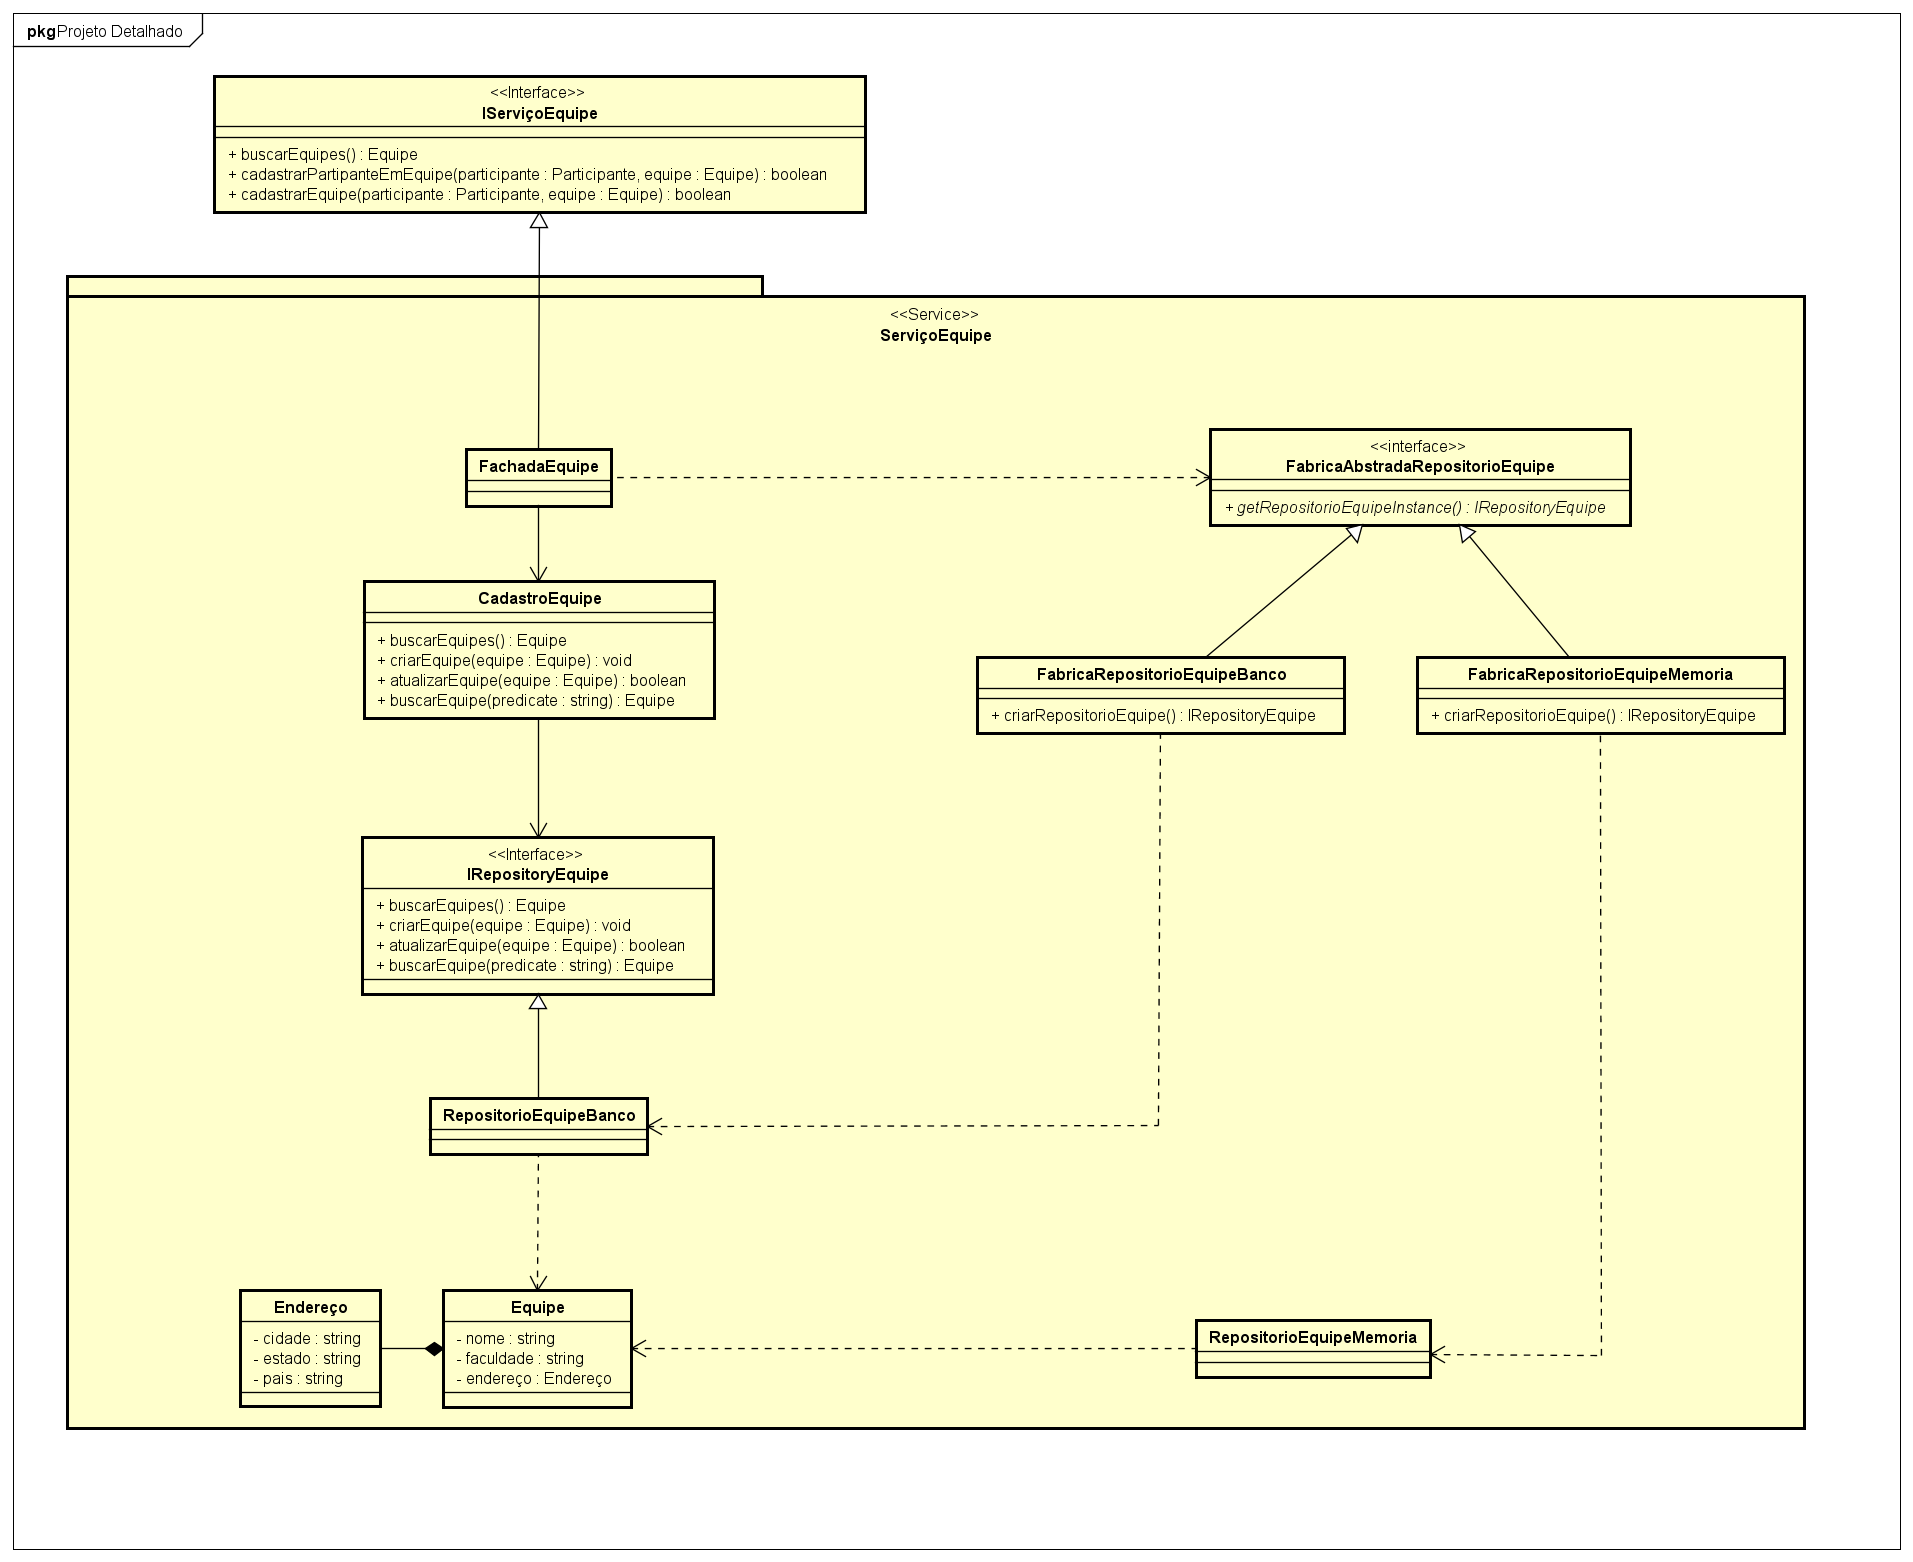 pkg Projeto Detalhado
<<Interface>>
IServiçoEquipe
+ buscarEquipes() : Equipe
+ cadastrarPartipanteEmEquipe(participante : Participante, equipe : Equipe) : boolean
+ cadastrarEquipe(participante : Participante, equipe : Equipe) : boolean
<<Service>>
ServiçoEquipe
FachadaEquipe
<<interface>>
FabricaAbstradaRepositorioEquipe
+ getRepositorioEquipeInstance() : IRepositoryEquipe
CadastroEquipe
+ buscarEquipes() : Equipe
+ criarEquipe(equipe : Equipe) : void
+ atualizarEquipe(equipe : Equipe) : boolean
+ buscarEquipe(predicate : string) : Equipe
FabricaRepositorioEquipeBanco
+ criarRepositorioEquipe() : IRepositoryEquipe
FabricaRepositorioEquipeMemoria
+ criarRepositorioEquipe() : IRepositoryEquipe
<<Interface>>
IRepositoryEquipe
+ buscarEquipes() : Equipe
+ criarEquipe(equipe : Equipe) : void
+ atualizarEquipe(equipe : Equipe) : boolean
+ buscarEquipe(predicate : string) : Equipe
RepositorioEquipeBanco
Endereço
- cidade : string
- estado : string
- pais : string
Equipe
- nome : string
- faculdade : string
- endereço : Endereço
RepositorioEquipeMemoria